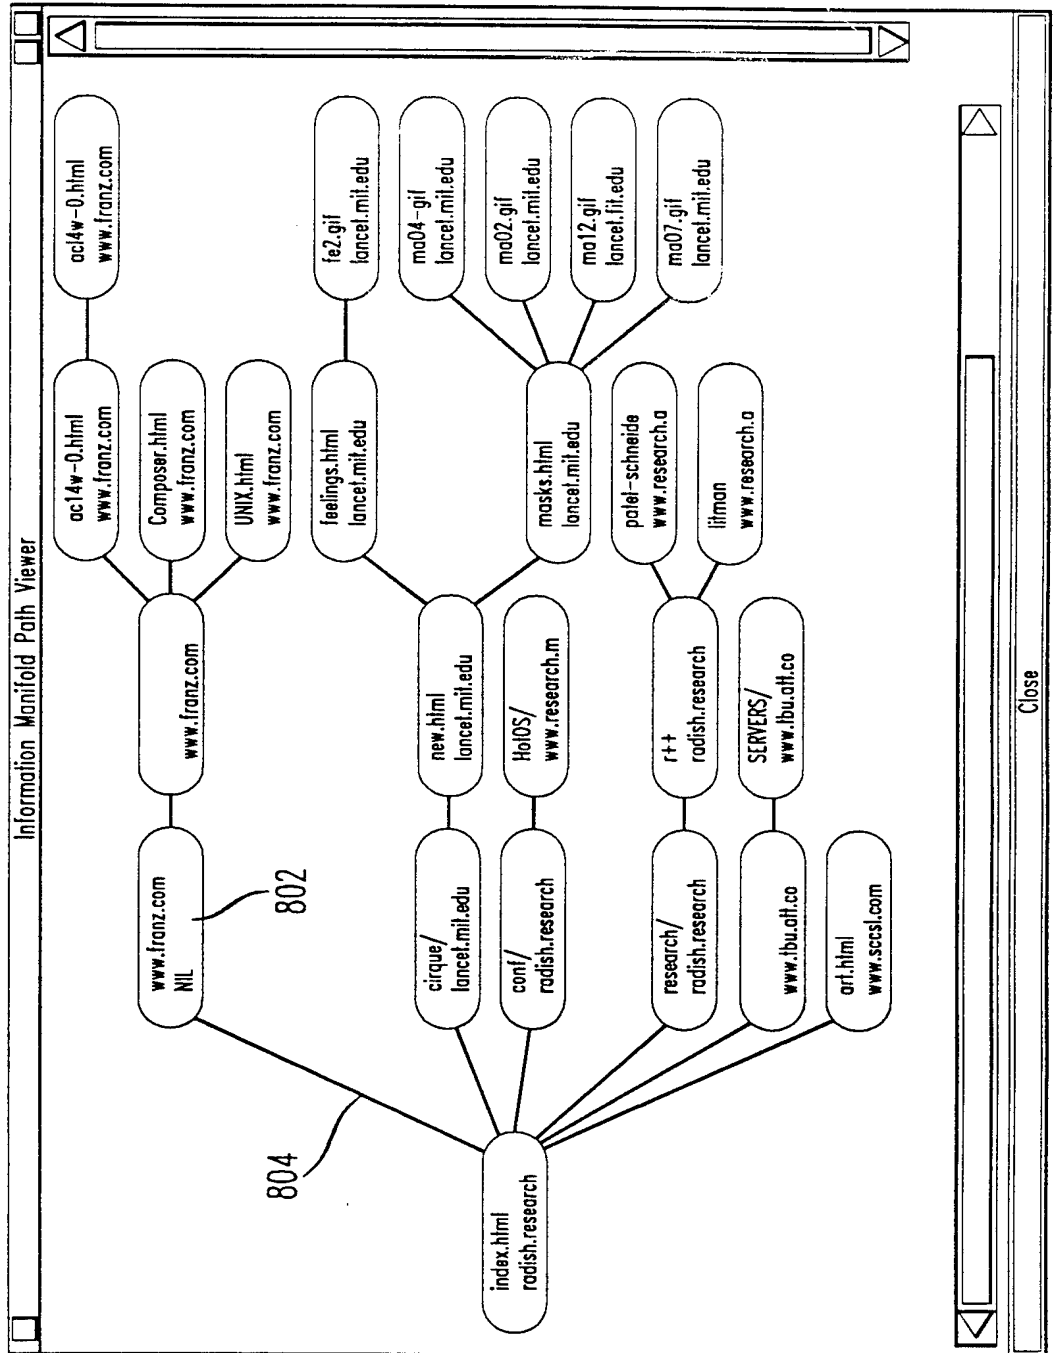 Information Manifold Path Viewer
acl4w-0.html
www.franz.com
acl4w-0.html
www.franz.com
Composer.html
www.franz.com
UNIX.html
www.franz.com
www.franz.com
www.franz.com
NIL
802
804
fe2.gif
lancet.mit.edu
feelings.html
lancet.mit.edu
ma04-gif
lancet.mit.edu
ma02.gif
lancet.mit.edu
ma12.gif
lancet.fit.edu
ma07.gif
lancet.mit.edu
masks.html
lancet.mit.edu
new.html
lancet.mit.edu
cirque/
lancet.mit.edu
HotOS/
www.research.m
conf/
radish.research
index.html
radish.research
patel-schneide
www.research.a
litman
www.research.a
r++
radish.research
research/
radish.research
SERVERS/
www.tbu.att.co
www.tbu.att.co
art.html
www.sccsl.com
Close